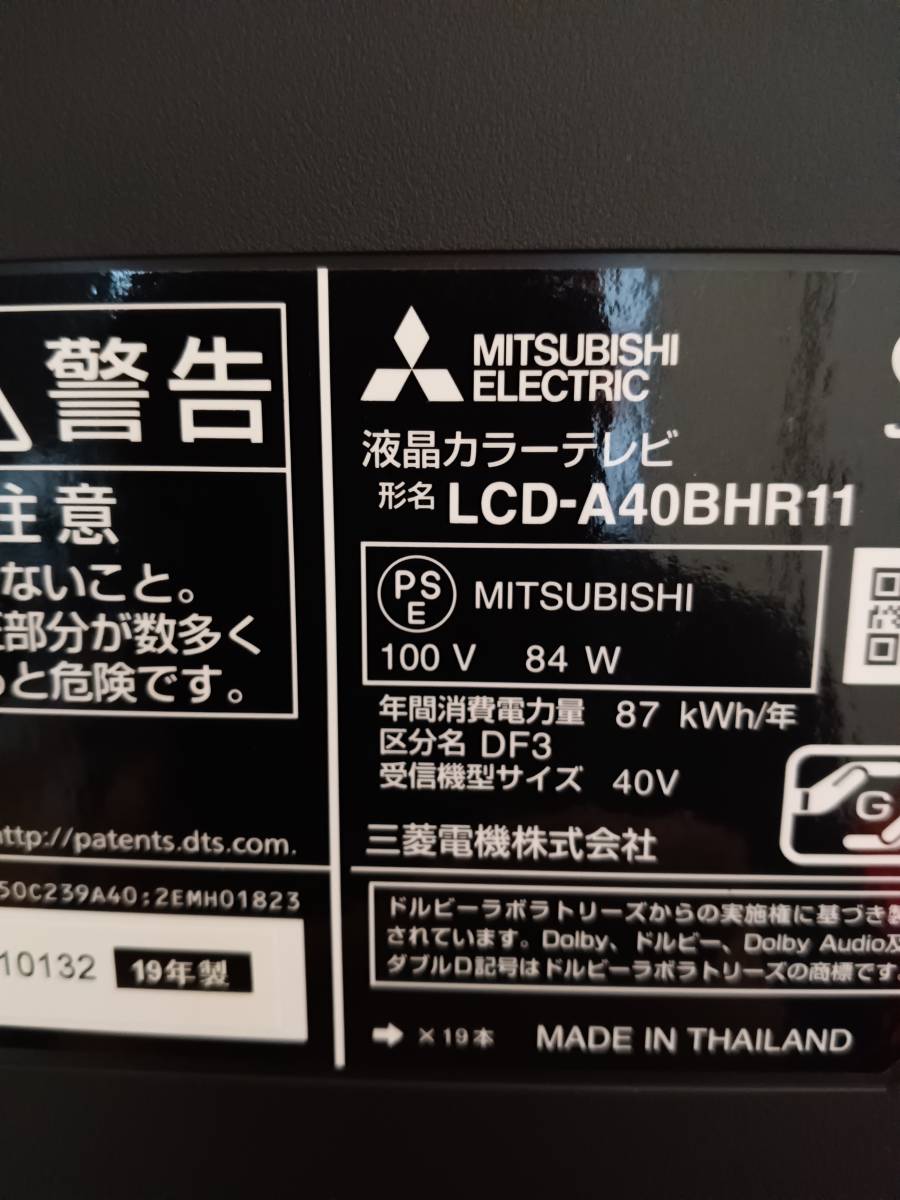 警告
注意
ないこと。
部分が数多く
と危険です。
http://patents.dts.com.
50C239A40;2EMH01823
10132 19年製
MITSUBISHI
ELECTRIC
液晶カラーテレビ
形名 LCD-A40BHR11
PS
E
MITSUBISHI
100 V 84 W
年間消費電力量 87 kWh/年
区分名 DF3
受信機型サイズ 40V
G
三菱電機株式会社
ドルビーラボラトリーズからの実施権に基づき製
されています。Dolby、ドルビー、Dolby Audio及
ダブルD記号はドルビーラボラトリーズの商標です。
➡ ×19本 MADE IN THAILAND